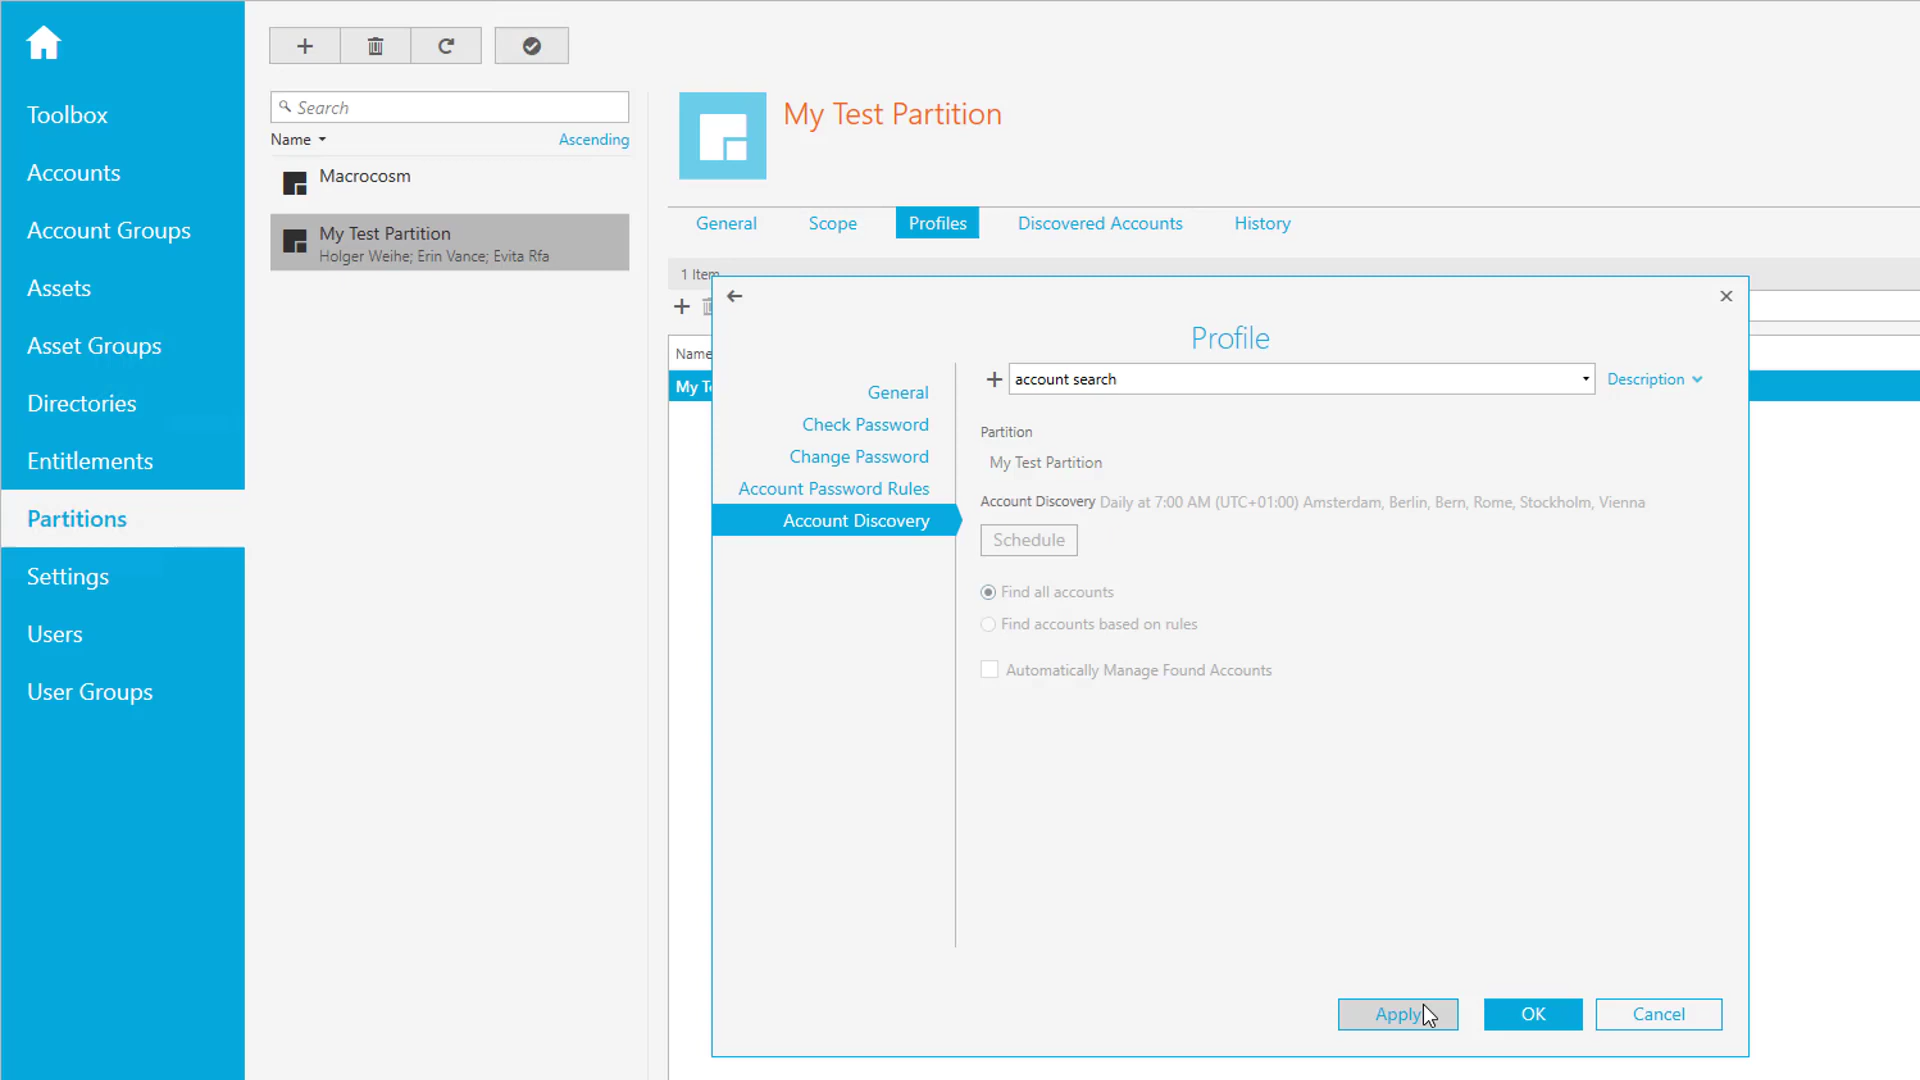 Toolbox
Accounts
Account Groups
Assets
Asset Groups
Directories
Entitlements
Partitions
Settings
Users
User Groups
Search
Name Ascending
Macrocosm
My Test Partition
Holger Weihe; Erin Vance; Evita Rfa
My Test Partition
General Scope Profiles Discovered Accounts History
1 Item
Name
My Te
Profile
General
Check Password
Change Password
Account Password Rules
Account Discovery
account search Description
Partition
My Test Partition
Account Discovery Daily at 7:00 AM (UTC+01:00) Amsterdam, Berlin, Bern, Rome, Stockholm, Vienna
Schedule
Find all accounts
Find accounts based on rules
Automatically Manage Found Accounts
Apply OK Cancel